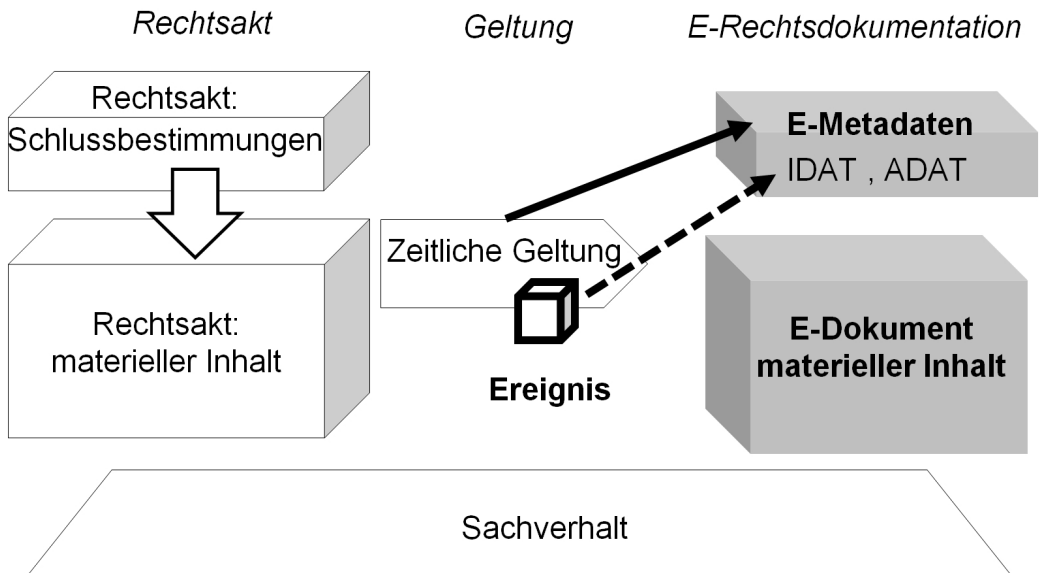 Rechtsakt
Geltung
E-Rechtsdokumentation
Rechtsakt:
Schlussbestimmungen
E-Metadaten
IDAT , ADAT
Zeitliche Geltung
Rechtsakt:
materieller Inhalt
E-Dokument
materieller Inhalt
Ereignis
Sachverhalt